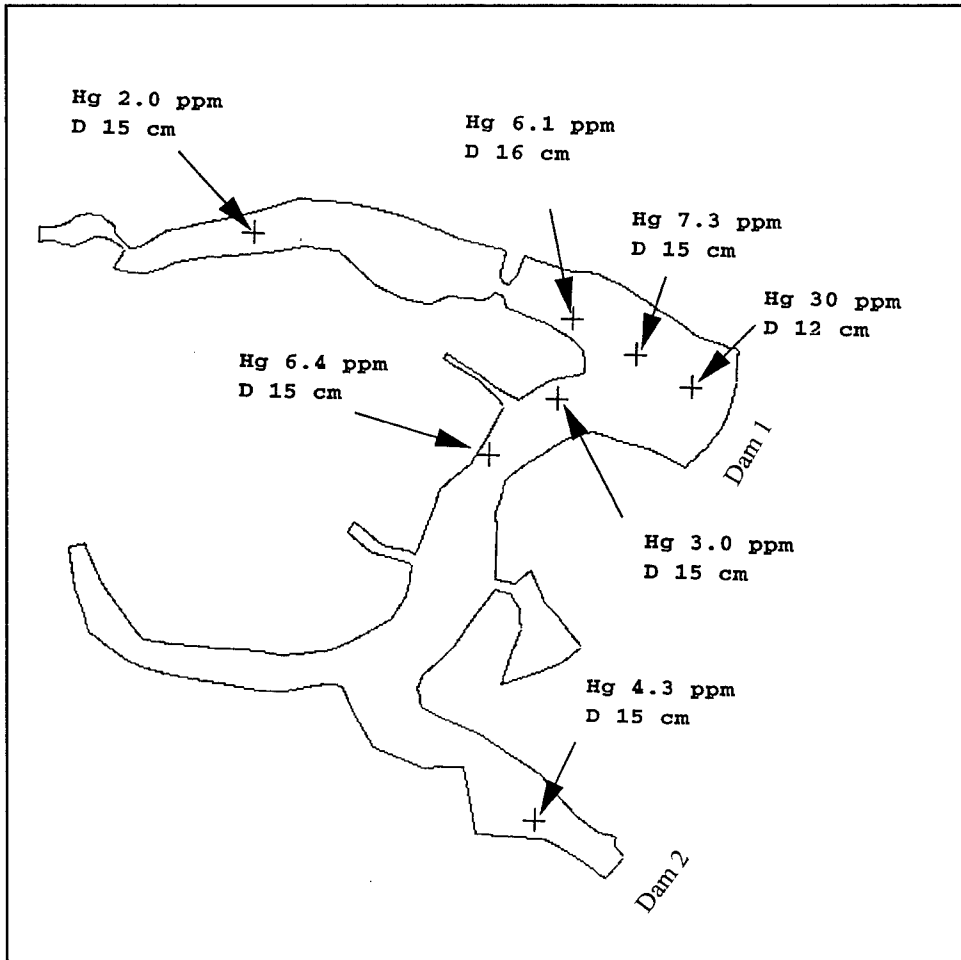 Hg 2.0 ppm
D 15 cm
Hg 6.1 ppm
D 16 cm
Hg 7.3 ppm
D 15 cm
Hg 30 ppm
D 12 cm
Hg 6.4 ppm
D 15 cm
Dam 1
Hg 3.0 ppm
D 15 cm
Hg 4.3 ppm
D 15 cm
Dam 2